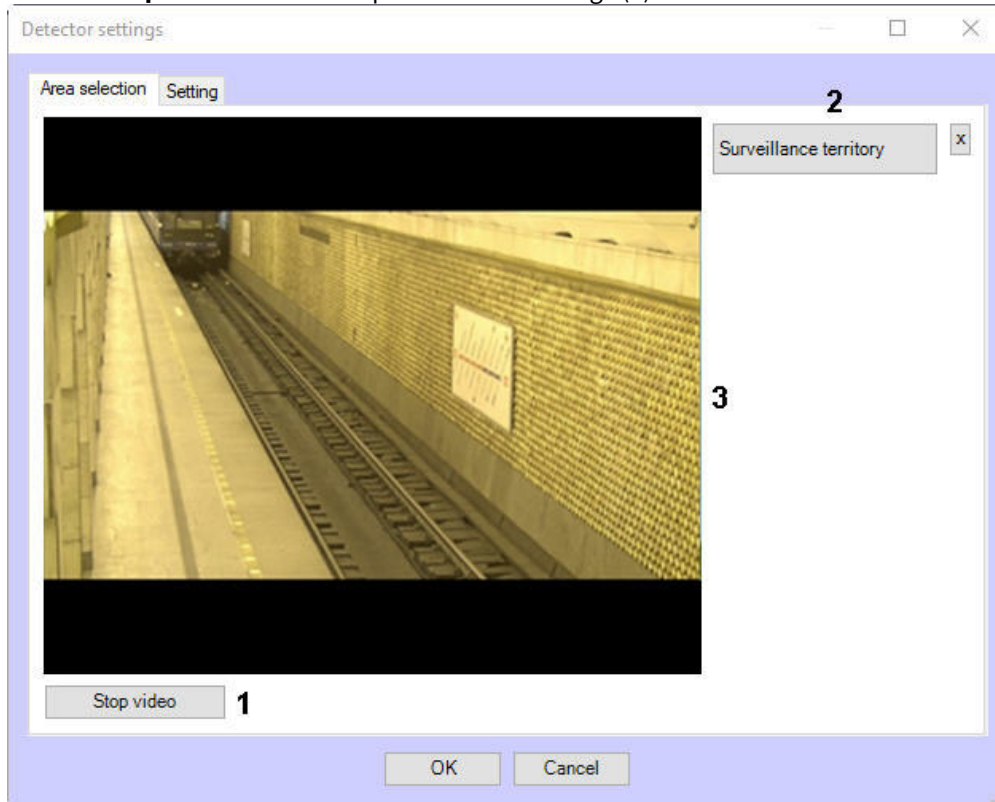 Detector settings
Area selection
Setting
2
Surveillance territory
x
3
Stop video
1
OK
Cancel